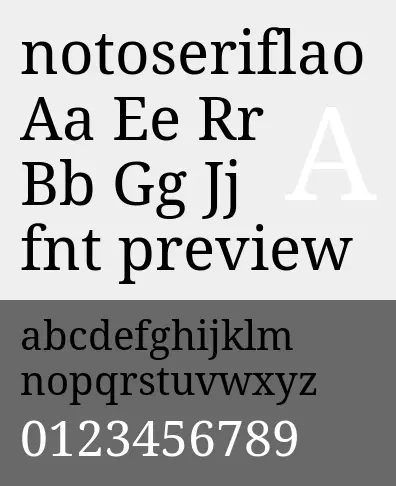 notoseriflao
Aa Ee Rr
A
Bb Gg Jj
fnt preview
abcdefghijklm
nopqrstuvwxyz
0123456789